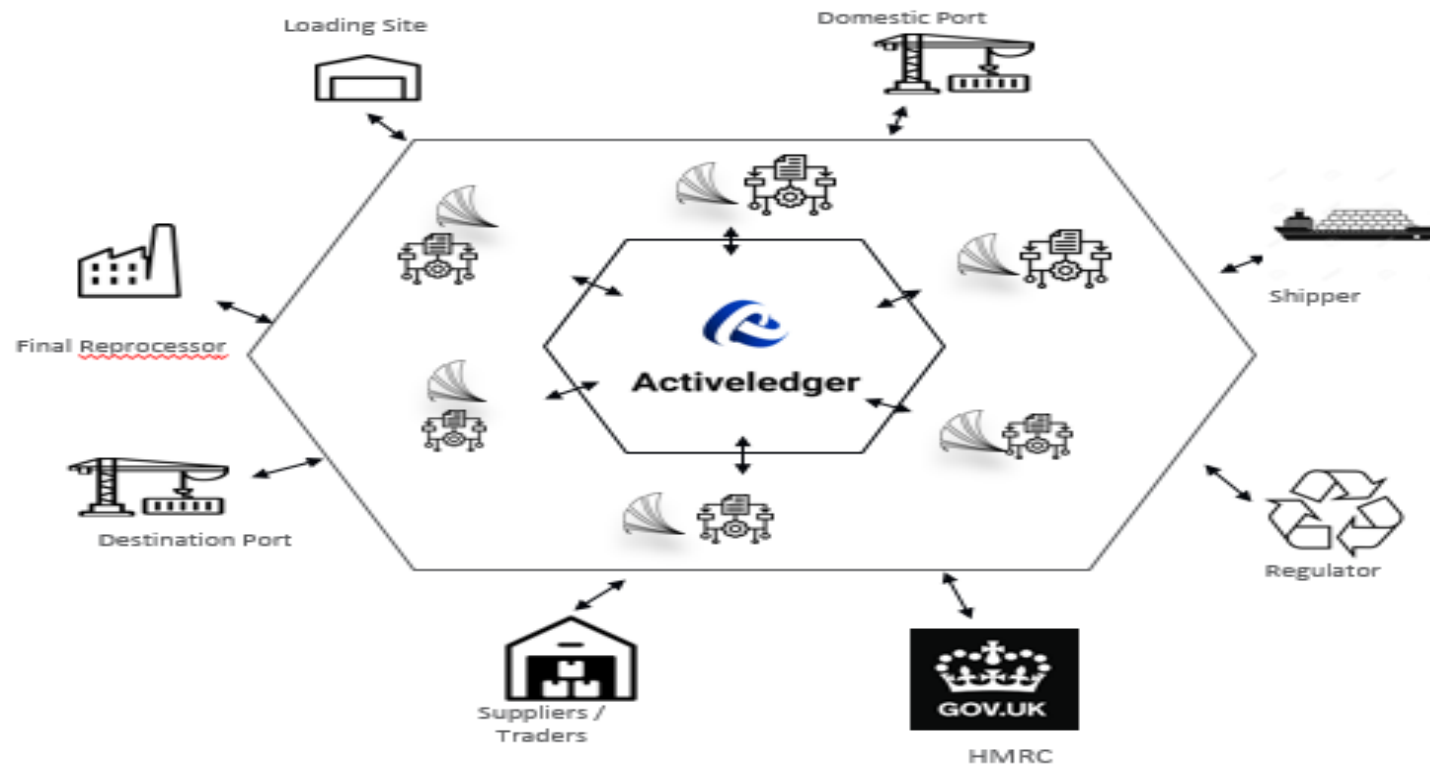 Loading Site
Domestic Port
Shipper
Final Reprocessor
Activeledger
Destination Port
Regulator
Suppliers /
Traders
GOV.UK
HMRC